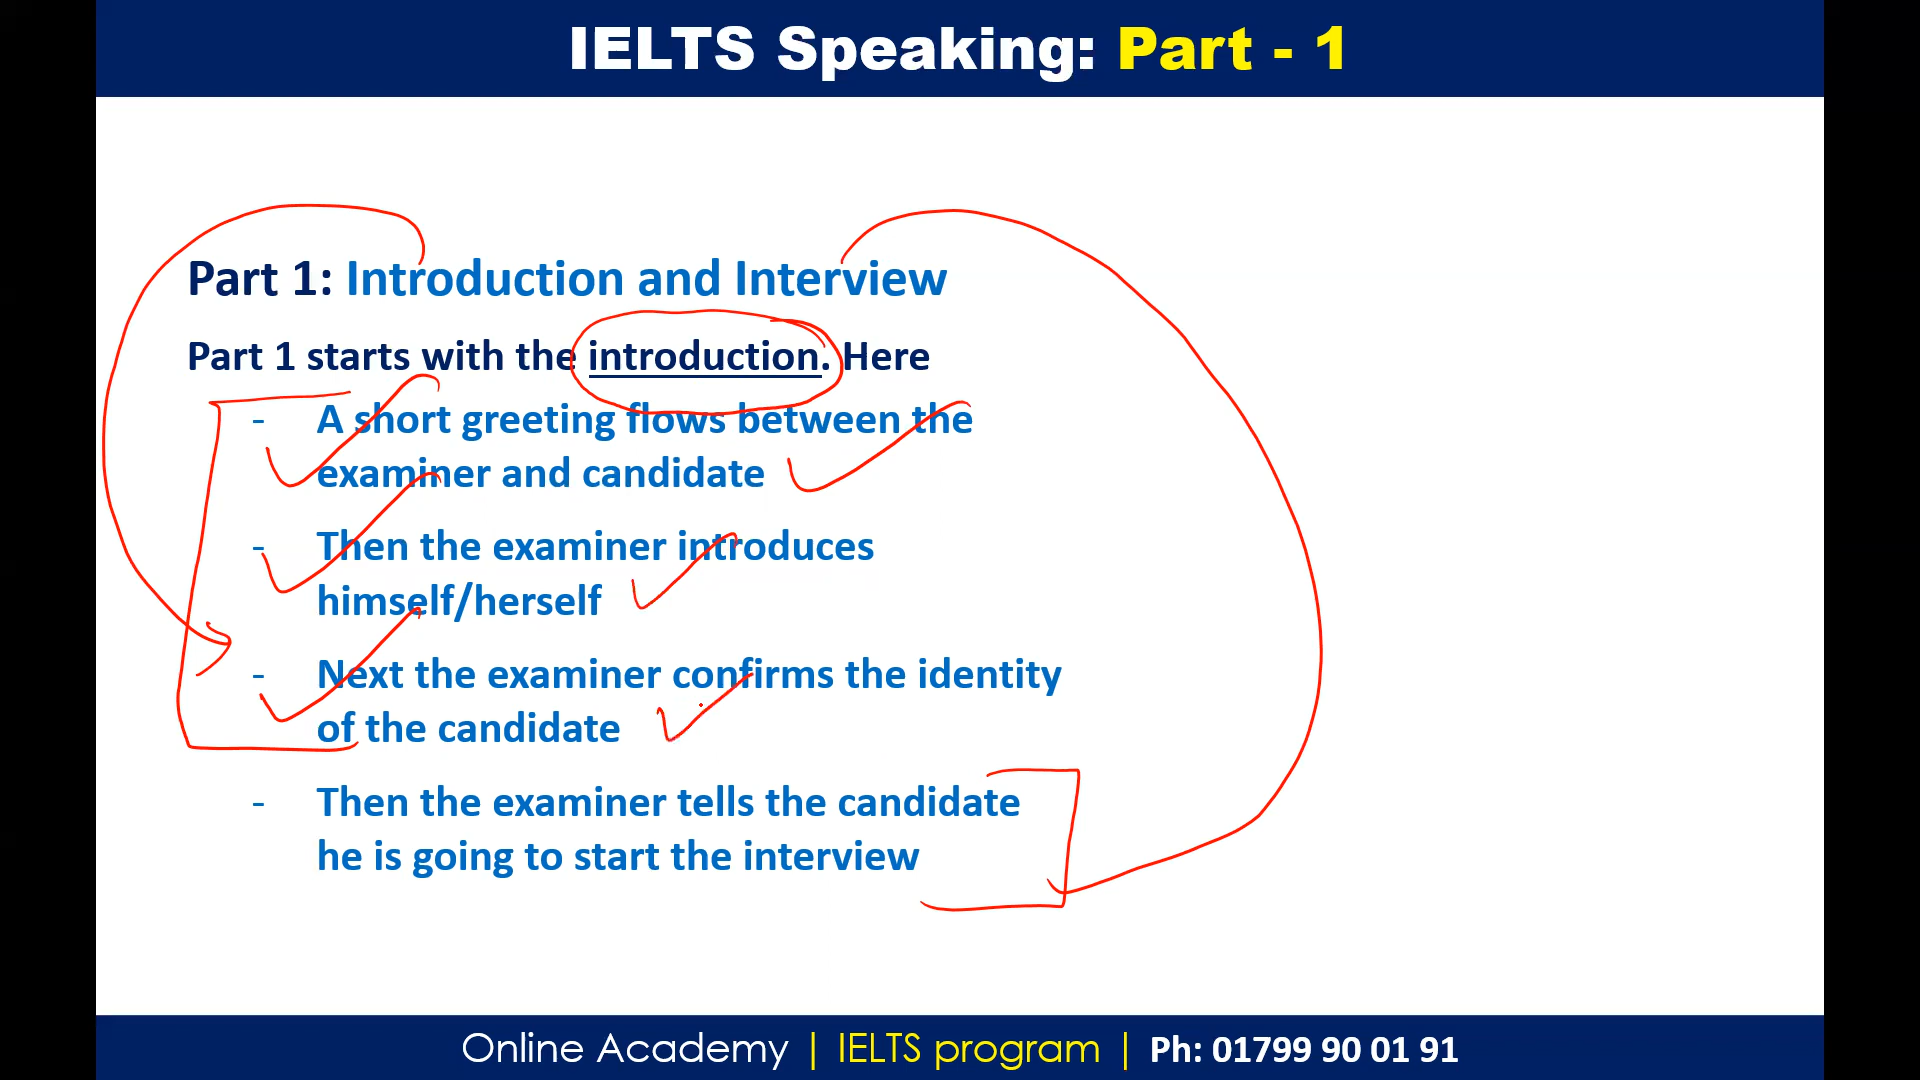 IELTS Speaking: Part - 1
Part 1: Introduction and Interview
Part 1 starts with the introduction. Here
- A short greeting flows between the
examiner and candidate
- Then the examiner introduces
himself/herself
- Next the examiner confirms the identity
of the candidate
- Then the examiner tells the candidate
he is going to start the interview
Online Academy | IELTS program | Ph: 01799 90 01 91